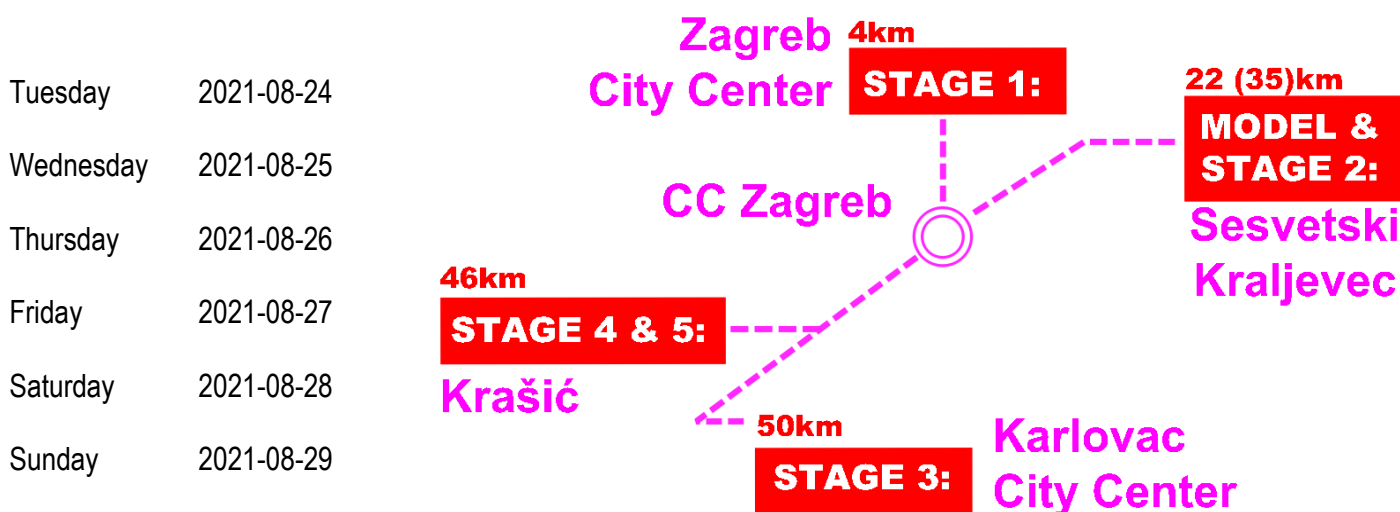 Tuesday 2021-08-24
Wednesday 2021-08-25
Thursday 2021-08-26
Friday 2021-08-27
Saturday 2021-08-28
Sunday 2021-08-29
Zagreb
City Center
4km
STAGE 1:
22 (35)km
MODEL &
STAGE 2:
Sesvetski
Kraljevec
CC Zagreb
46km
STAGE 4 & 5:
Krašić
50km
STAGE 3:
Karlovac
City Center